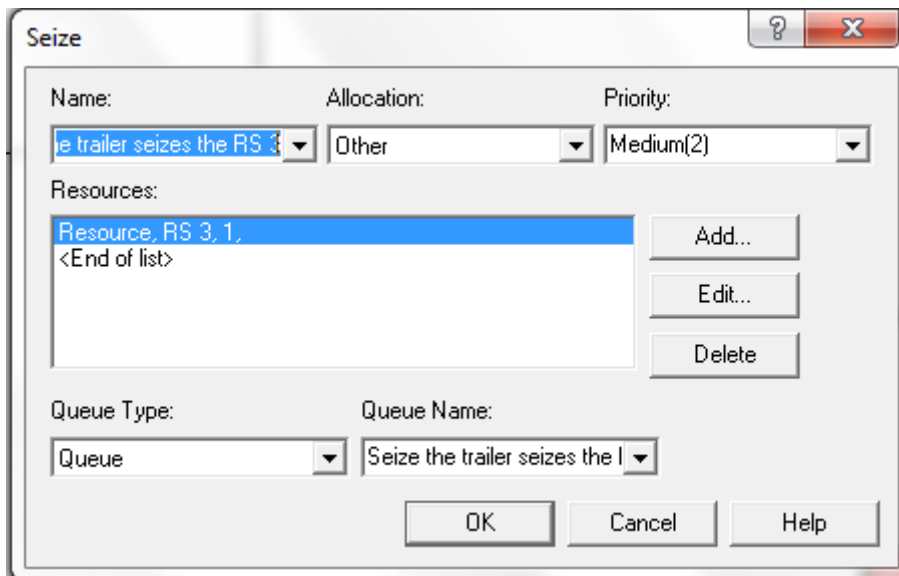 Seize
Name: Allocation: Priority:
e trailer seizes the RS 3 Other Medium(2)
Resources:
Resource, RS 3, 1,
<End of list>
Add...
Edit...
Delete
Queue Type: Queue Name:
Queue Seize the trailer seizes the
OK Cancel Help